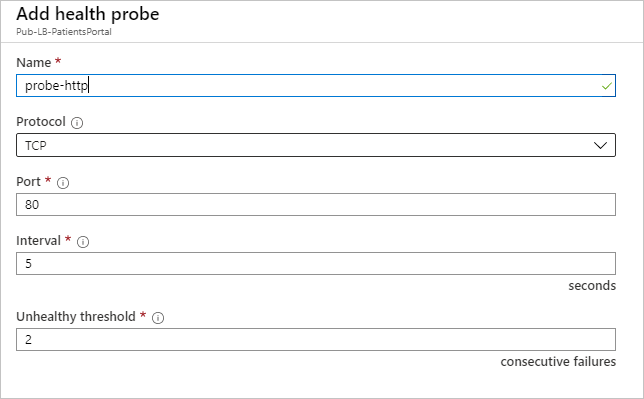 Add health probe
Pub-LB-PatientsPortal
Name *
probe-http
Protocol
TCP
Port *
80
Interval *
5
seconds
Unhealthy threshold *
2
consecutive failures